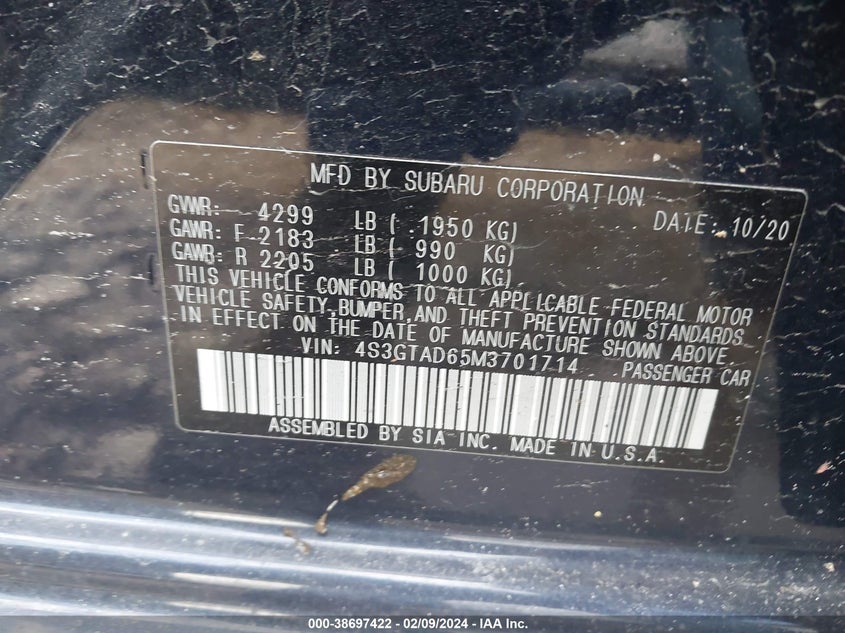 MFD BY SUBARU CORPORATION
GVWR: 4299 LB ( 1950 KG) DATE: 10/20
GAWR: F 2183 LB ( 990 KG)
GAWR: R 2205 LB ( 1000 KG)
THIS VEHICLE CONFORMS TO ALL APPLICABLE FEDERAL MOTOR
VEHICLE SAFETY, BUMPER, AND THEFT PREVENTION STANDARDS
IN EFFECT ON THE DATE OF MANUFACTURE SHOWN ABOVE.
VIN: 4S3GTAD65M3701714 PASSENGER CAR
ASSEMBLED BY SIA INC. MADE IN U.S.A.
000-38697422 - 02/09/2024 - © IAA Inc.